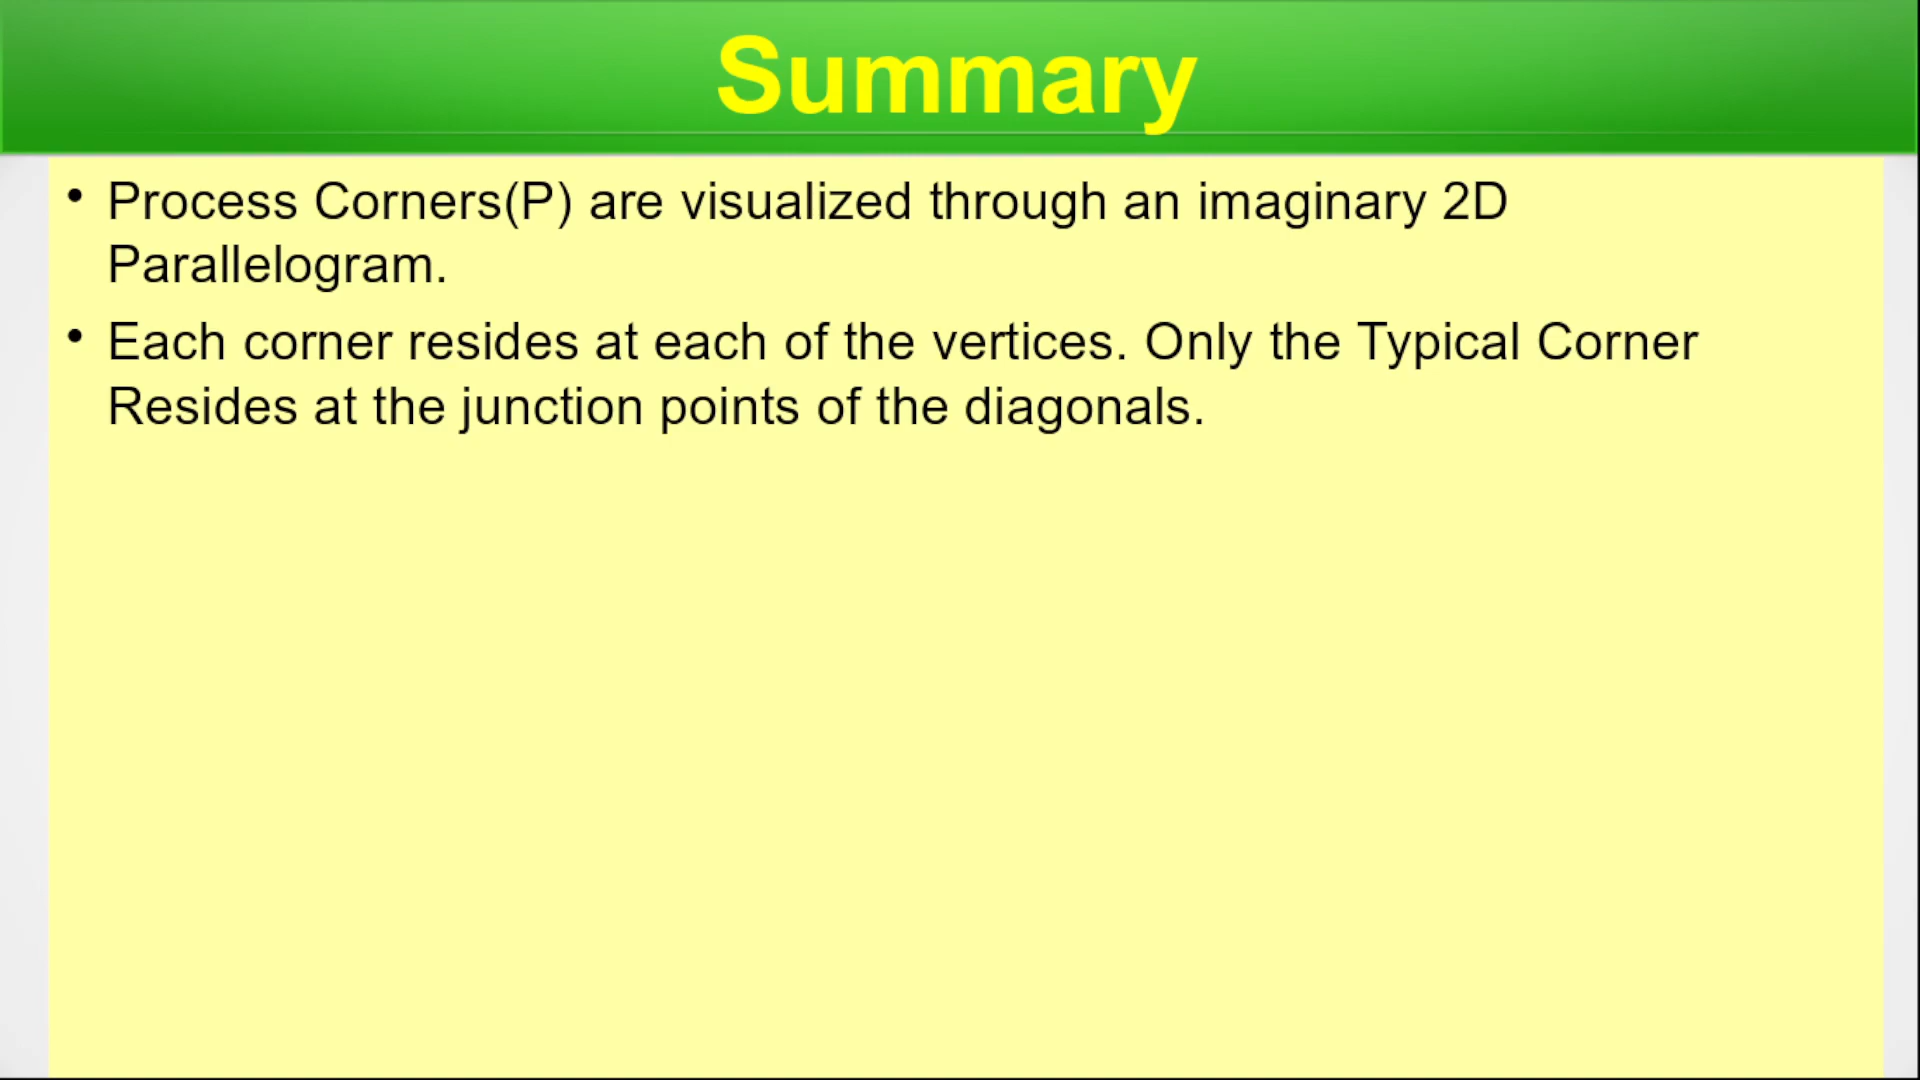 Summary
• Process Corners(P) are visualized through an imaginary 2D
Parallelogram.
• Each corner resides at each of the vertices. Only the Typical Corner
Resides at the junction points of the diagonals.